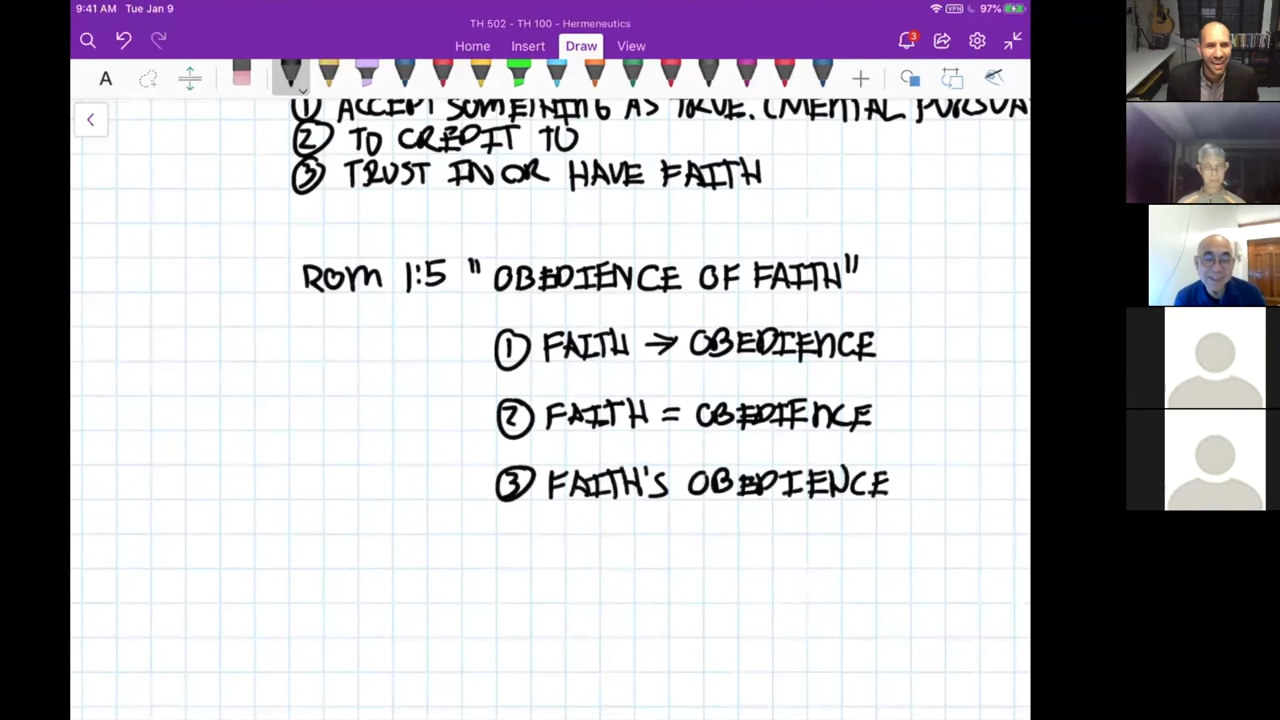 9:41 AM Tue Jan 9
VPN 97%
TH 502 - TH 100 - Hermeneutics
Home Insert Draw View
3
A
① ACCEPT SOMETHING AS TRUE. (MENTAL PURSUA
② TO CREDIT TO
③ TRUST IN OR HAVE FAITH
Rom 1:5 "OBEDIENCE OF FAITH"
① FAITH → OBEDIENCE
② FAITH = OBEDIENCE
③ FAITH'S OBEDIENCE